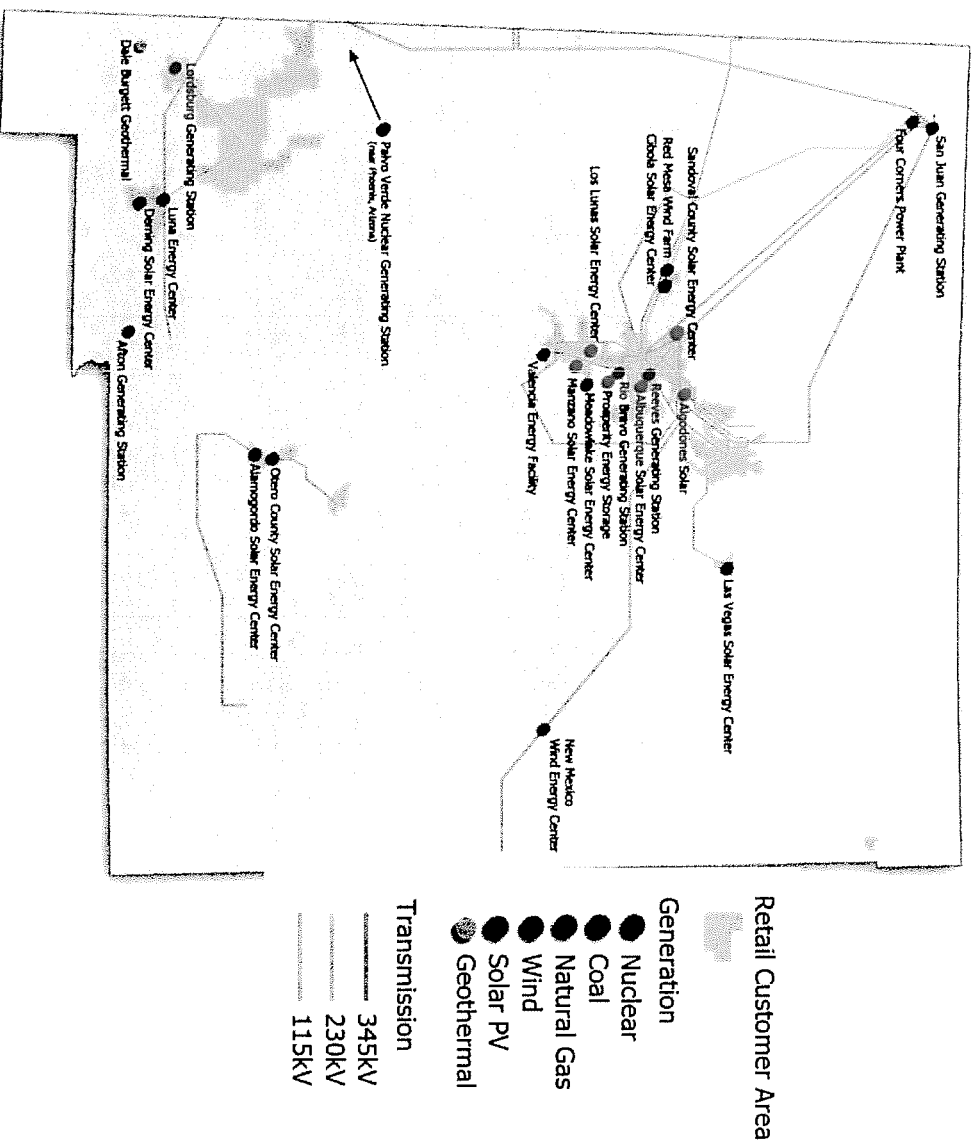 San Juan Generating Station
Four Corners Power Plant
Las Vegas Solar Energy Center
Algodones Solar
Sandoval County Solar Energy Center
Red Mesa Wind Farm
Cibola Solar Energy Center
Reeves Generating Station
Albuquerque Solar Energy Center
Rio Bravo Generating Station
Prosperity Energy Storage
Los Lunas Solar Energy Center
Meadowlake Solar Energy Center
Manzano Solar Energy Center
Valencia Energy Facility
New Mexico
Wind Energy Center
Palvo Verde Nuclear Generating Station
(near Phoenix, Arizona)
Otero County Solar Energy Center
Alamogordo Solar Energy Center
Lordsburg Generating Station
Luna Energy Center
Dale Burgett Geothermal
Deming Solar Energy Center
Afton Generating Station
Retail Customer Area
Generation
Nuclear
Coal
Natural Gas
Wind
Solar PV
Geothermal
Transmission
345kV
230kV
115kV